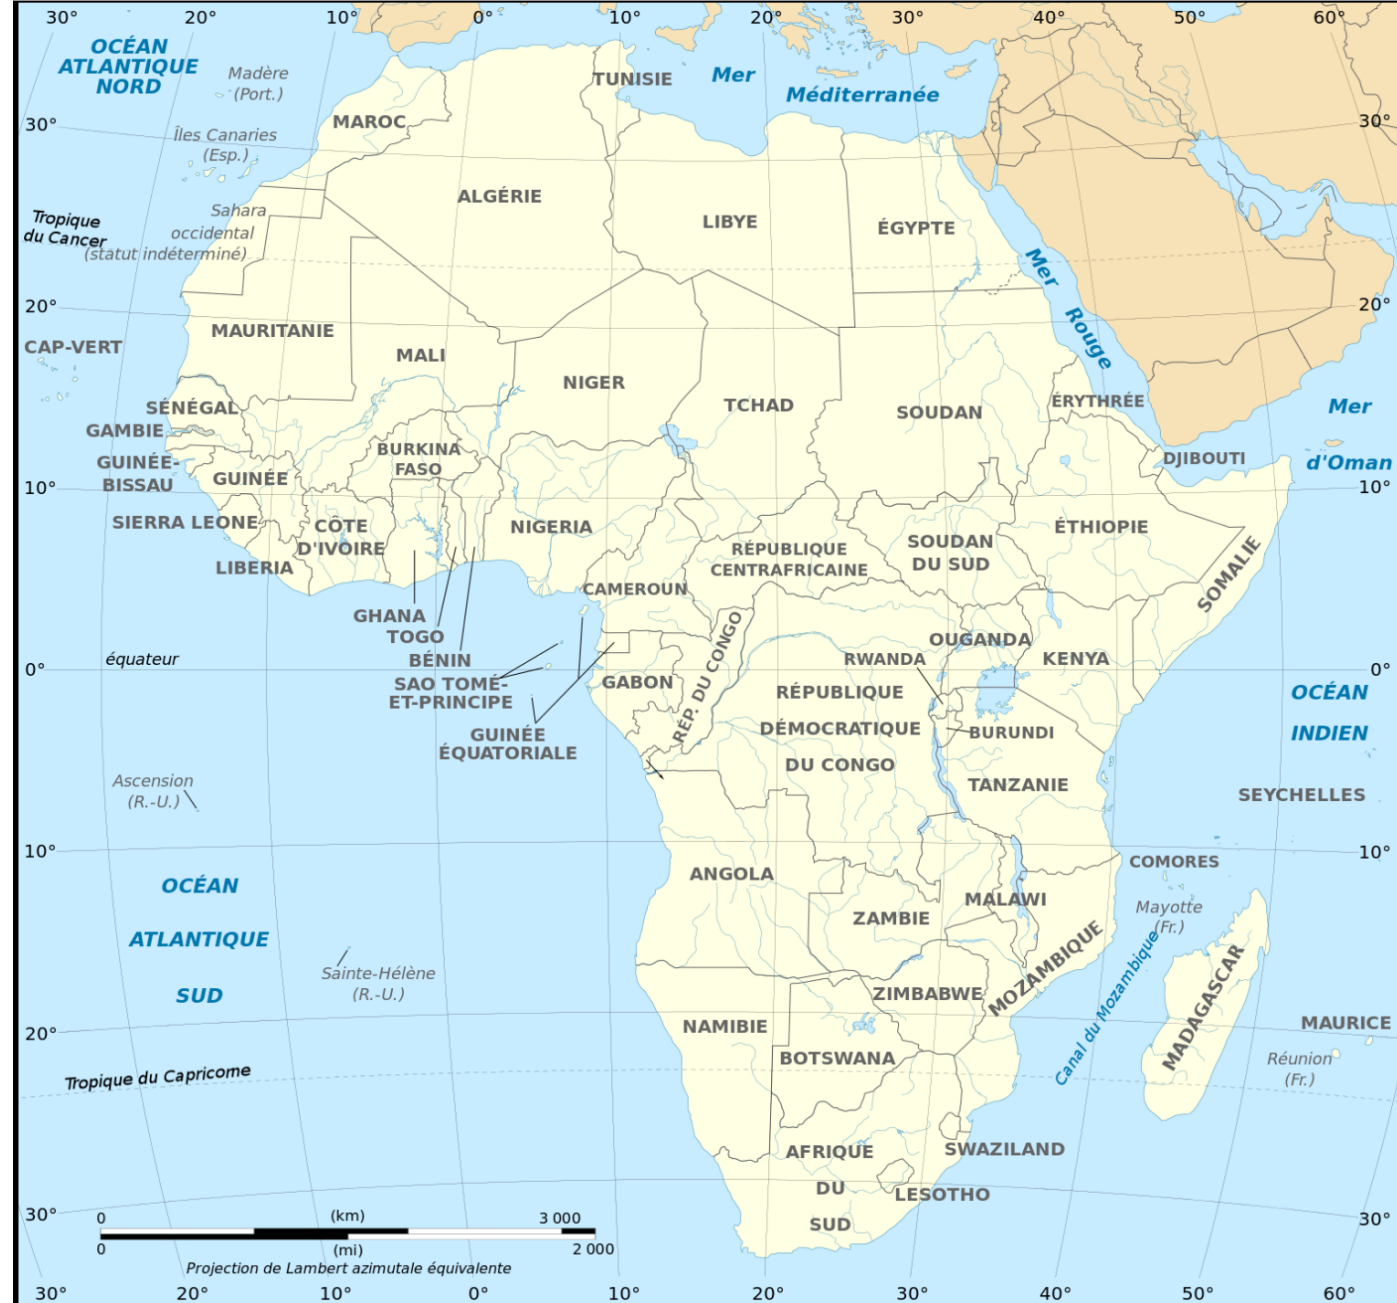 30°
20°
10°
0°
10°
20°
30°
40°
50°
60°
OCÉAN
ATLANTIQUE
NORD
Madère
(Port.)
TUNISIE
Mer
Méditerranée
30°
MAROC
30°
Îles Canaries
(Esp.)
ALGÉRIE
LIBYE
ÉGYPTE
Tropique
du Cancer
Sahara
occidental
(statut indéterminé)
Mer
Rouge
20°
20°
MAURITANIE
CAP-VERT
MALI
NIGER
TCHAD
SOUDAN
ÉRYTHRÉE
Mer
d'Oman
SÉNÉGAL
GAMBIE
BURKINA
FASO
DJIBOUTI
GUINÉE-
BISSAU
GUINÉE
10°
10°
SIERRA LEONE
CÔTE
D'IVOIRE
NIGERIA
ÉTHIOPIE
LIBERIA
RÉPUBLIQUE
CENTRAFRICAINE
SOUDAN
DU SUD
SOMALIE
CAMEROUN
GHANA
TOGO
BÉNIN
RÉP. DU CONGO
OUGANDA
KENYA
équateur
0°
0°
RWANDA
SAO TOMÉ-
ET-PRINCIPE
GABON
RÉPUBLIQUE
DÉMOCRATIQUE
DU CONGO
OCÉAN
INDIEN
GUINÉE
ÉQUATORIALE
BURUNDI
TANZANIE
Ascension
(R.-U.)
SEYCHELLES
10°
10°
COMORES
OCÉAN
ATLANTIQUE
SUD
ANGOLA
ZAMBIE
MALAWI
Mayotte
(Fr.)
MOZAMBIQUE
Canal du Mozambique
MADAGASCAR
Sainte-Hélène
(R.-U.)
ZIMBABWE
NAMIBIE
MAURICE
20°
BOTSWANA
Réunion
(Fr.)
Tropique du Capricorne
AFRIQUE
DU
SUD
SWAZILAND
LESOTHO
30°
30°
0
(km)
3 000
0
(mi)
2 000
Projection de Lambert azimutale équivalente
30°
20°
10°
0°
10°
20°
30°
40°
50°
60°